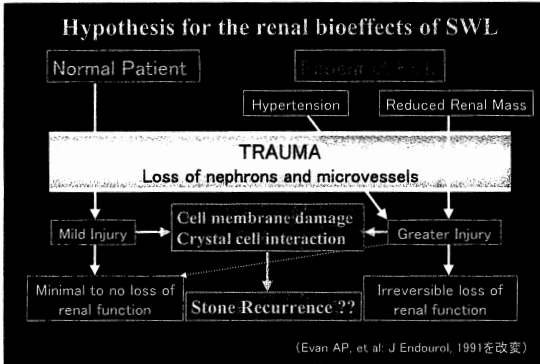 Hypothesis for the renal bioeffects of SWL
Normal Patient
Hypertension
Reduced Renal Mass
TRAUMA
Loss of nephrons and microvessels
Mild Injury
Cell membrane damage
Crystal cell interaction
Greater Injury
Minimal to no loss of
renal function
Stone Recurrence ??
Irreversible loss of
renal function
(Evan AP, et al: J Endourol, 1991を改変)